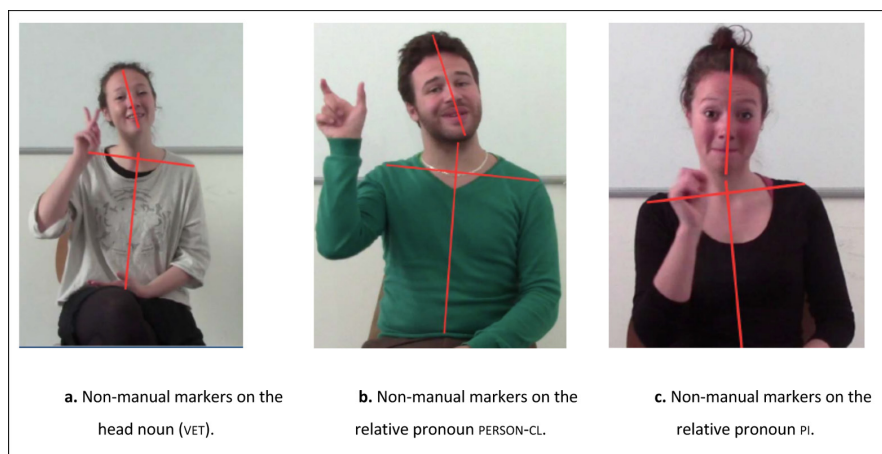 a. Non-manual markers on the
head noun (VET).
b. Non-manual markers on the
relative pronoun PERSON-CL.
c. Non-manual markers on the
relative pronoun PI.